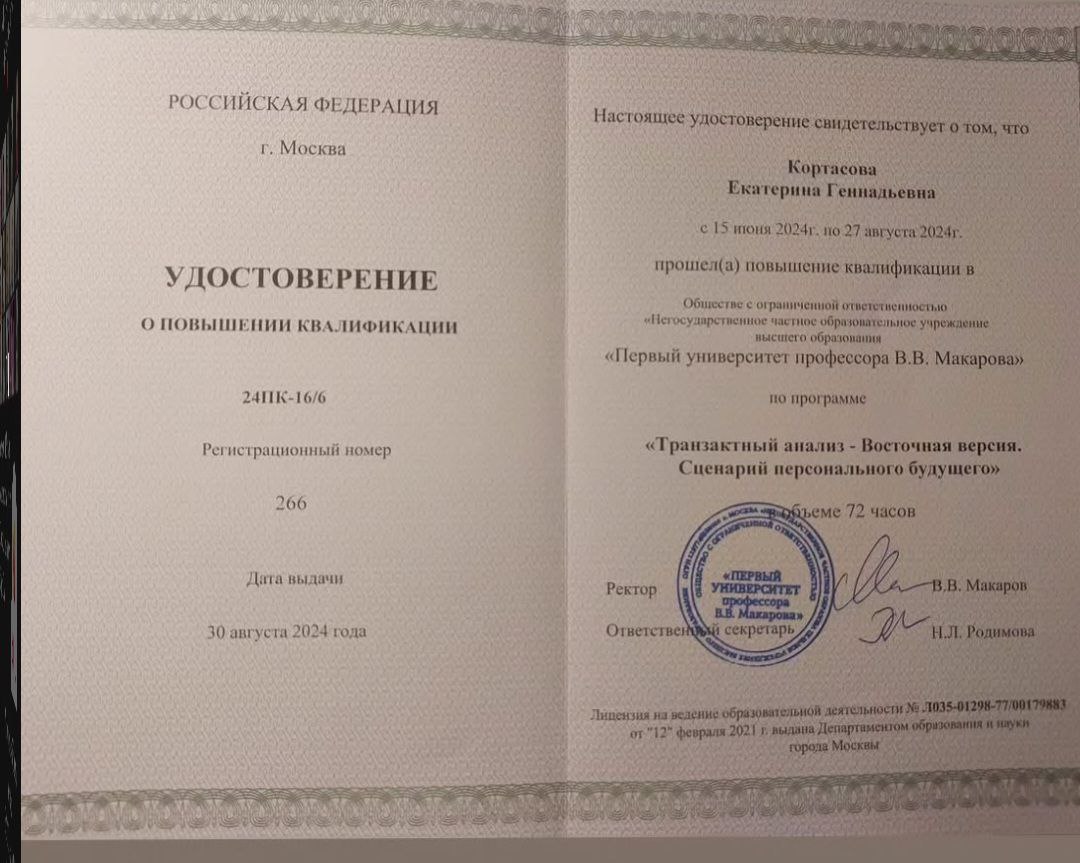 РОССИЙСКАЯ ФЕДЕРАЦИЯ
г. Москва
УДОСТОВЕРЕНИЕ
О ПОВЫШЕНИИ КВАЛИФИКАЦИИ
24ПК-16/6
Регистрационный номер
266
Дата выдачи
30 августа 2024 года
Настоящее удостоверение свидетельствует о том, что
Кортасова
Екатерина Геннадьевна
с 15 июня 2024г. по 27 августа 2024г.
прошел(а) повышение квалификации в
Обществе с ограниченной ответственностью
«Негосударственное частное образовательное учреждение
высшего образования
«Первый университет профессора В.В. Макарова»
по программе
«Транзактный анализ - Восточная версия.
Сценарий персонального будущего»
в объеме 72 часов
Ректор
В.В. Макаров
Ответственный секретарь
Н.Л. Родимова
ОБЩЕСТВО С ОГРАНИЧЕННОЙ ОТВЕТСТВЕННОСТЬЮ
«ПЕРВЫЙ
УНИВЕРСИТЕТ
профессора
В.В. Макарова»
Лицензия на ведение образовательной деятельности № Л035-01298-77/00179883
от "12" февраля 2021 г. выдана Департаментом образования и науки
города Москвы